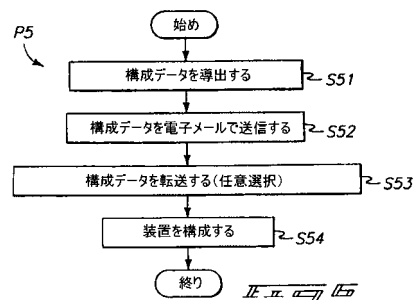 始め
P5
構成データを導出する
S51
構成データを電子メールで送信する
S52
構成データを転送する(任意選択)
S53
装置を構成する
S54
終り